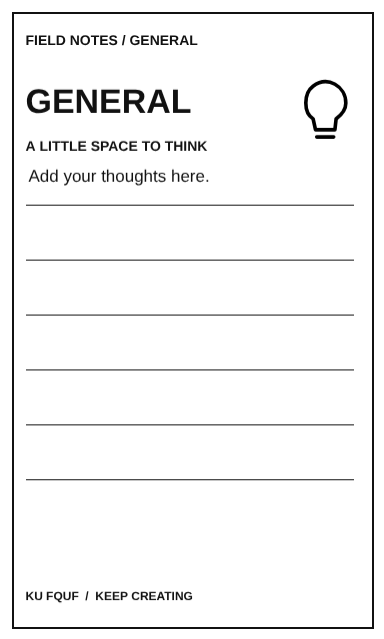 FIELD NOTES / GENERAL
GENERAL
A LITTLE SPACE TO THINK
Add your thoughts here.
KU FQUF / KEEP CREATING